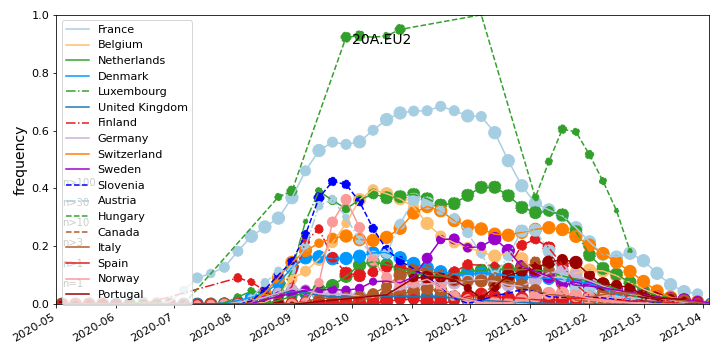 20A.EU2
frequency
1.0
0.8
0.6
0.4
0.2
0.0
France
Belgium
Netherlands
Denmark
Luxembourg
United Kingdom
Finland
Germany
Switzerland
Sweden
Slovenia
Austria
Hungary
Canada
Italy
Spain
Norway
Portugal
n>100
n>30
n>10
n>3
n>1
n=1
2020-05
2020-06
2020-07
2020-08
2020-09
2020-10
2020-11
2020-12
2021-01
2021-02
2021-03
2021-04